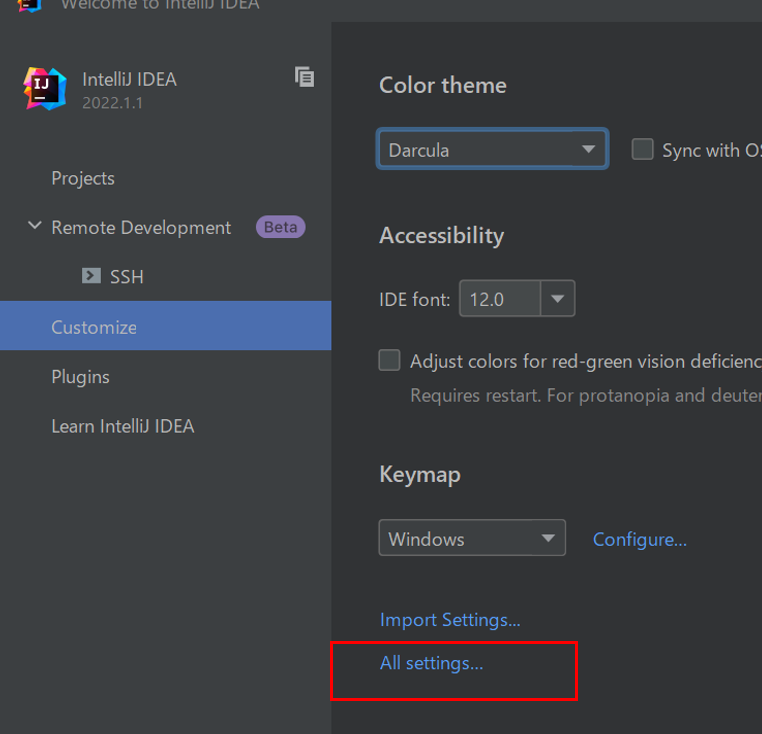 Welcome to IntelliJ IDEA
IJ
IntelliJ IDEA
2022.1.1
Projects
Remote Development Beta
SSH
Customize
Plugins
Learn IntelliJ IDEA
Color theme
Darcula Sync with OS
Accessibility
IDE font: 12.0
Adjust colors for red-green vision
Requires restart. For protanopia and
Keymap
Windows Configure...
Import Settings...
All settings...